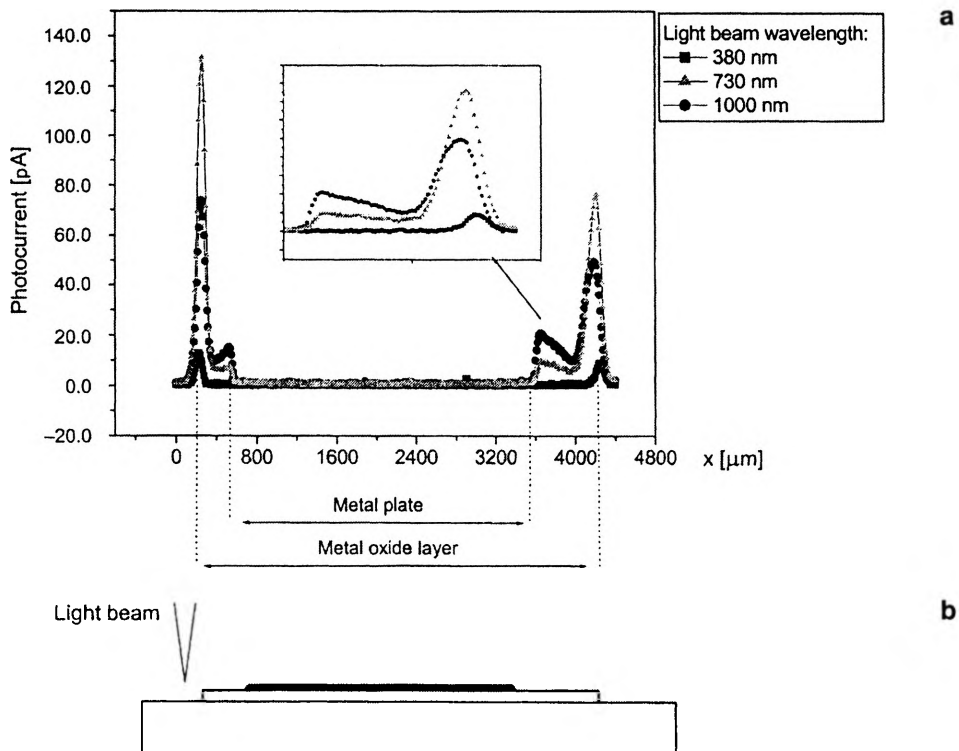 a
Light beam wavelength:
380 nm
730 nm
1000 nm
Photocurrent [pA]
140.0
120.0
100.0
80.0
60.0
40.0
20.0
0.0
–20.0
0 800 1600 2400 3200 4000 4800 x [μm]
Metal plate
Metal oxide layer
b
Light beam